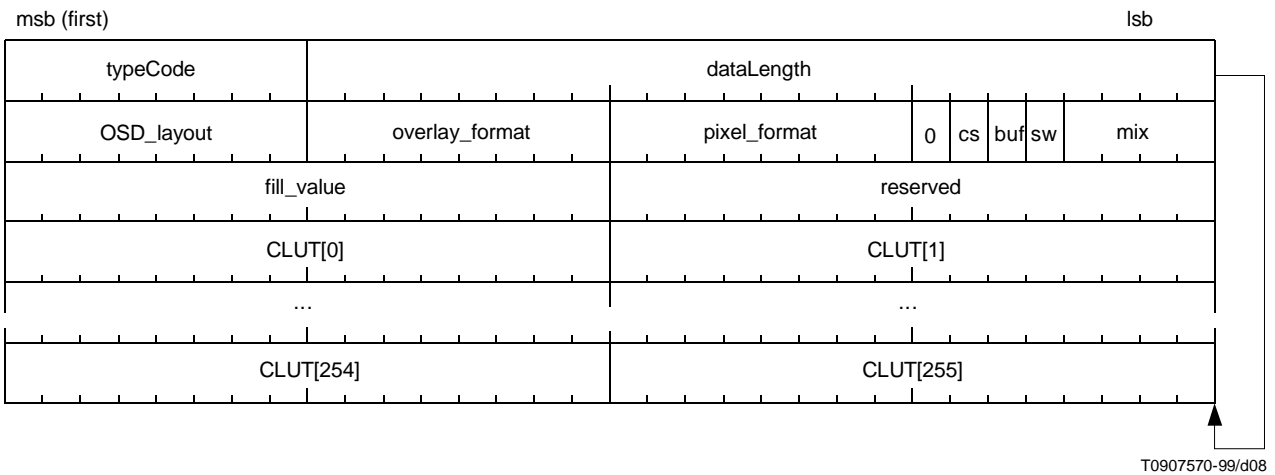 msb (first) lsb
typeCode dataLength
OSD_layout overlay_format pixel_format 0 cs buf sw mix
fill_value reserved
CLUT[0] CLUT[1]
... ...
CLUT[254] CLUT[255]
T0907570-99/d08